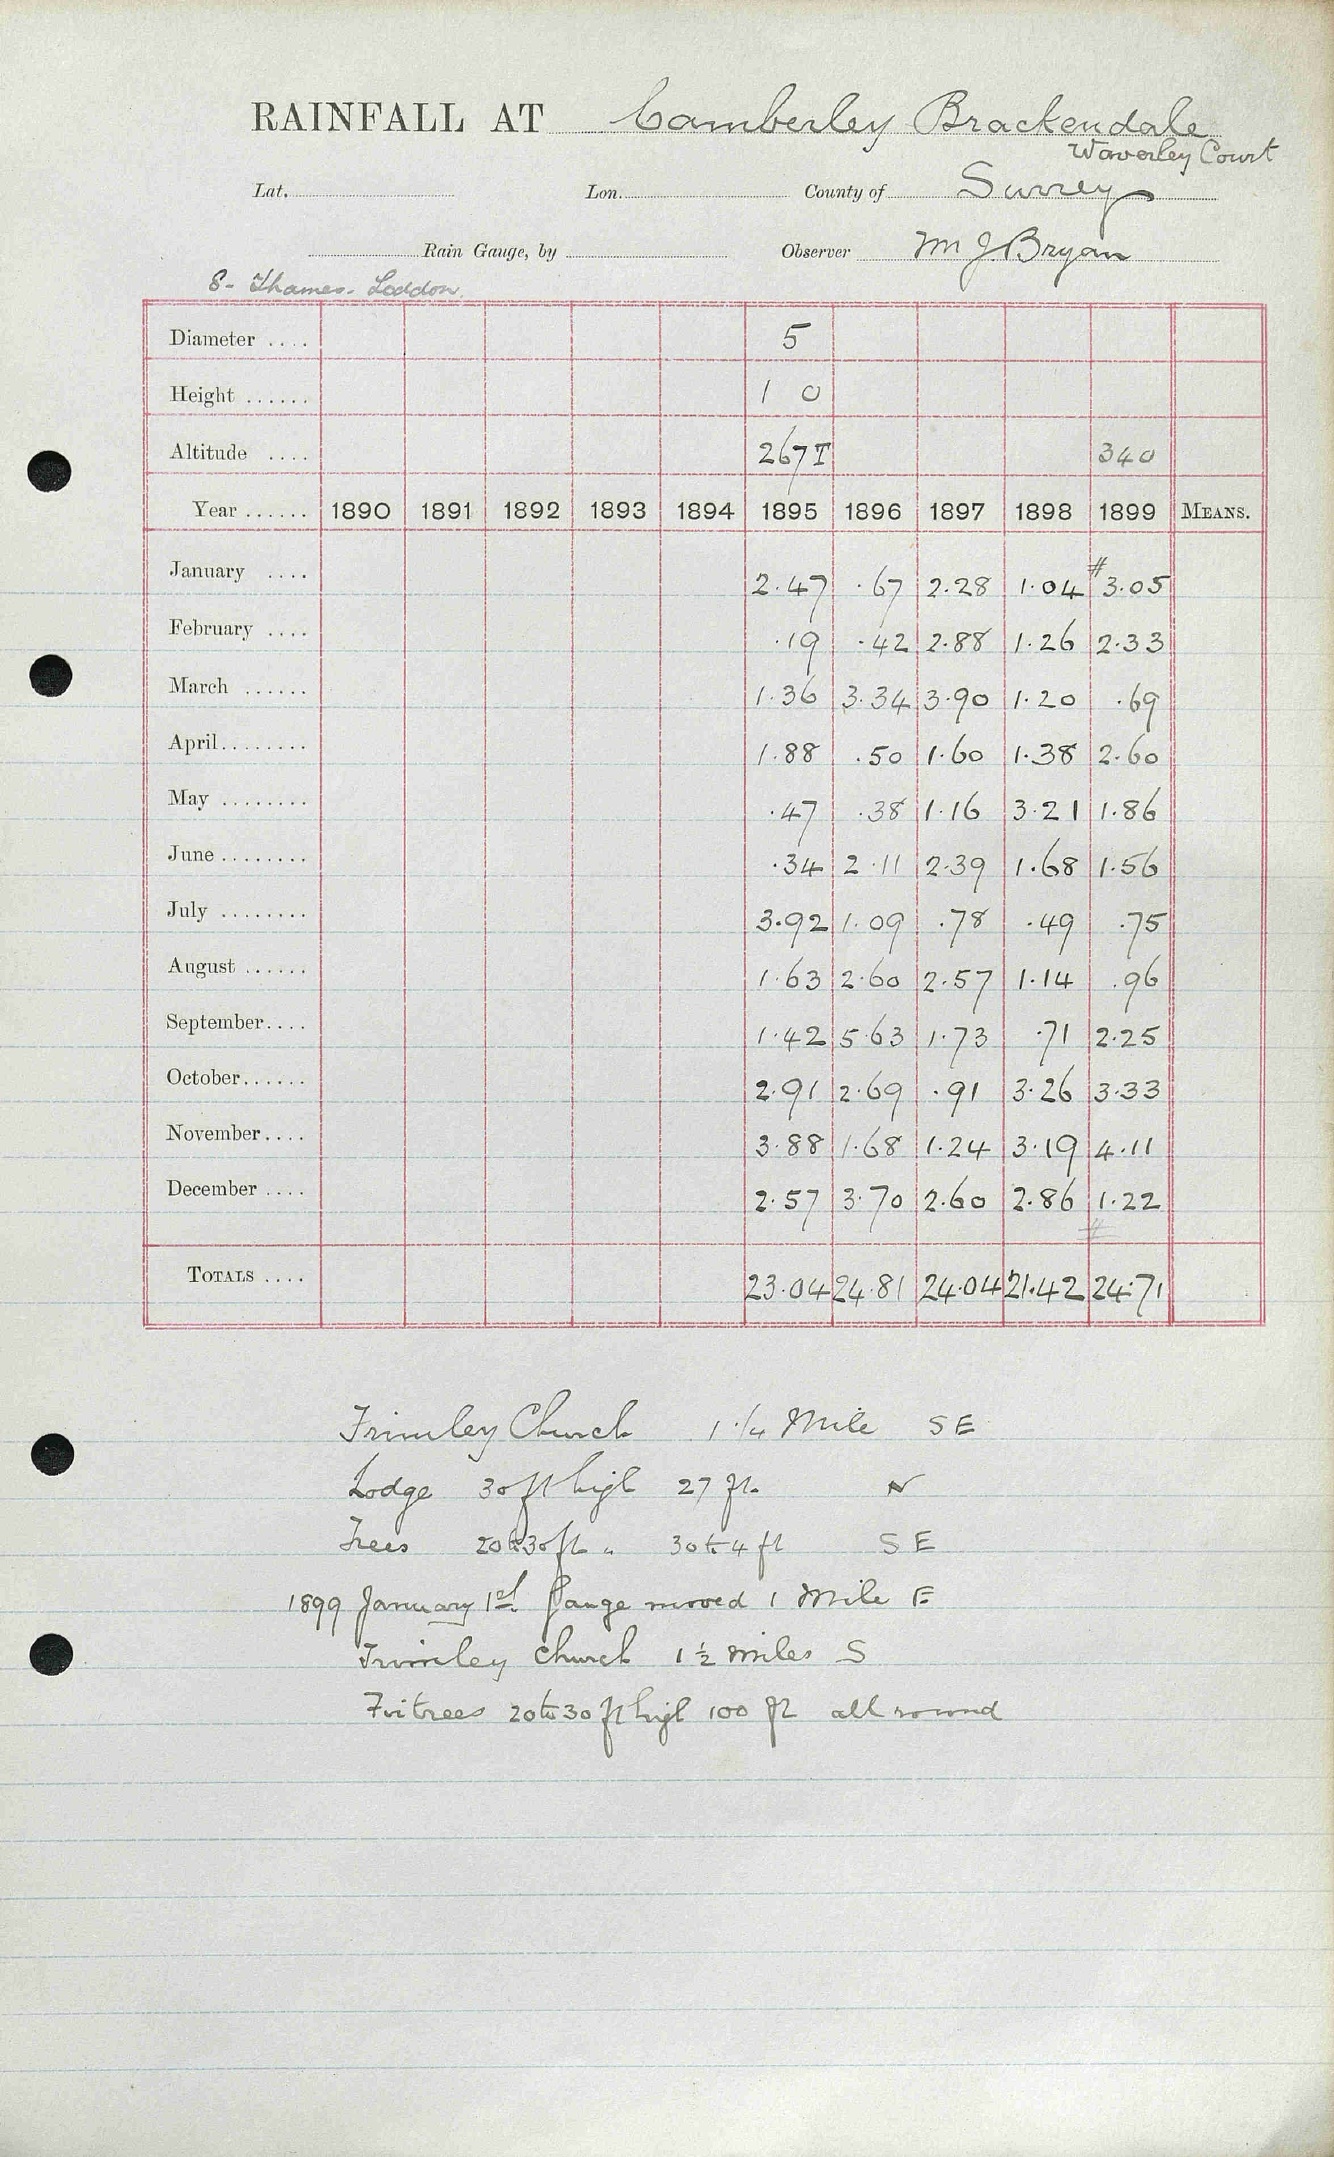 RAINFALL AT Camberley Brackendale
Waverley Court
Lat. Lon. County of Surrey
Rain Gauge, by Observer M J Bryan
8 - Thames - Loddon
Diameter .... 5
Height ...... 1 0
Altitude .... 267T 340
Year ...... 1890 1891 1892 1893 1894 1895 1896 1897 1898 1899 MEANS.
January .... 2.47 .67 2.28 1.04 #3.05
February .... .19 .42 2.88 1.26 2.33
March ...... 1.36 3.34 3.90 1.20 .69
April........ 1.88 .50 1.60 1.38 2.60
May ........ .47 .38 1.16 3.21 1.86
June ........ .34 2.11 2.39 1.68 1.56
July ........ 3.92 1.09 .78 .49 .75
August ...... 1.63 2.60 2.57 1.14 .96
September.... 1.42 5.63 1.73 .71 2.25
October...... 2.91 2.69 .91 3.26 3.33
November.... 3.88 1.68 1.24 3.19 4.11
December .... 2.57 3.70 2.60 2.86 1.22
#
TOTALS .... 23.04 24.81 24.04 21.42 24.71
Frimley Church 1 1/4 Mile SE
Lodge 30 ft high 27 ft. N
Trees 20 to 30 ft " 30 to 4 ft SE
1899 January 1st. Gauge moved 1 Mile E
Frimley Church 1 1/2 miles S
Firtrees 20 to 30 ft high 100 ft all round